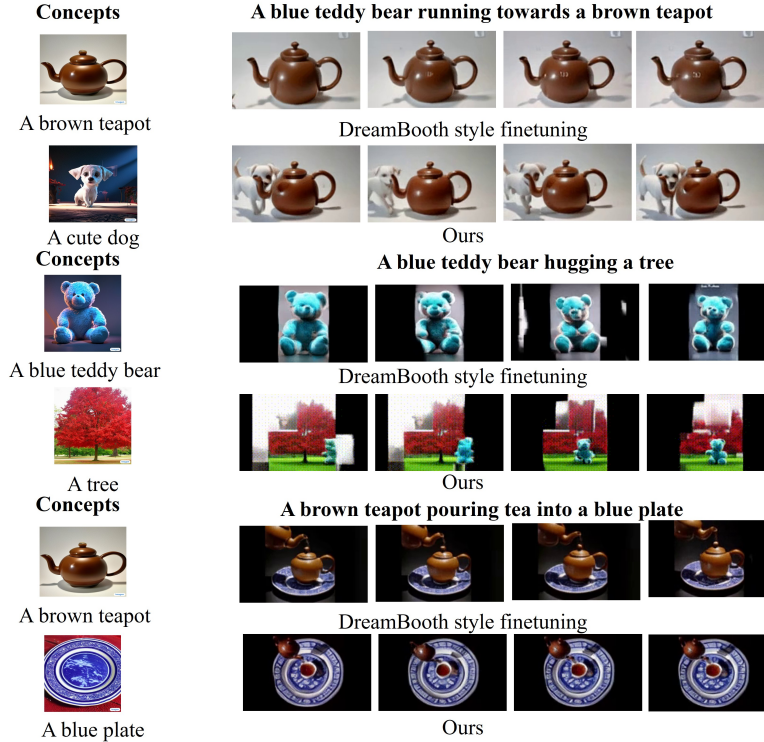 Concepts
A blue teddy bear running towards a brown teapot
A brown teapot
DreamBooth style finetuning
A cute dog
Ours
Concepts
A blue teddy bear hugging a tree
A blue teddy bear
DreamBooth style finetuning
A tree
Ours
Concepts
A brown teapot pouring tea into a blue plate
A brown teapot
DreamBooth style finetuning
A blue plate
Ours